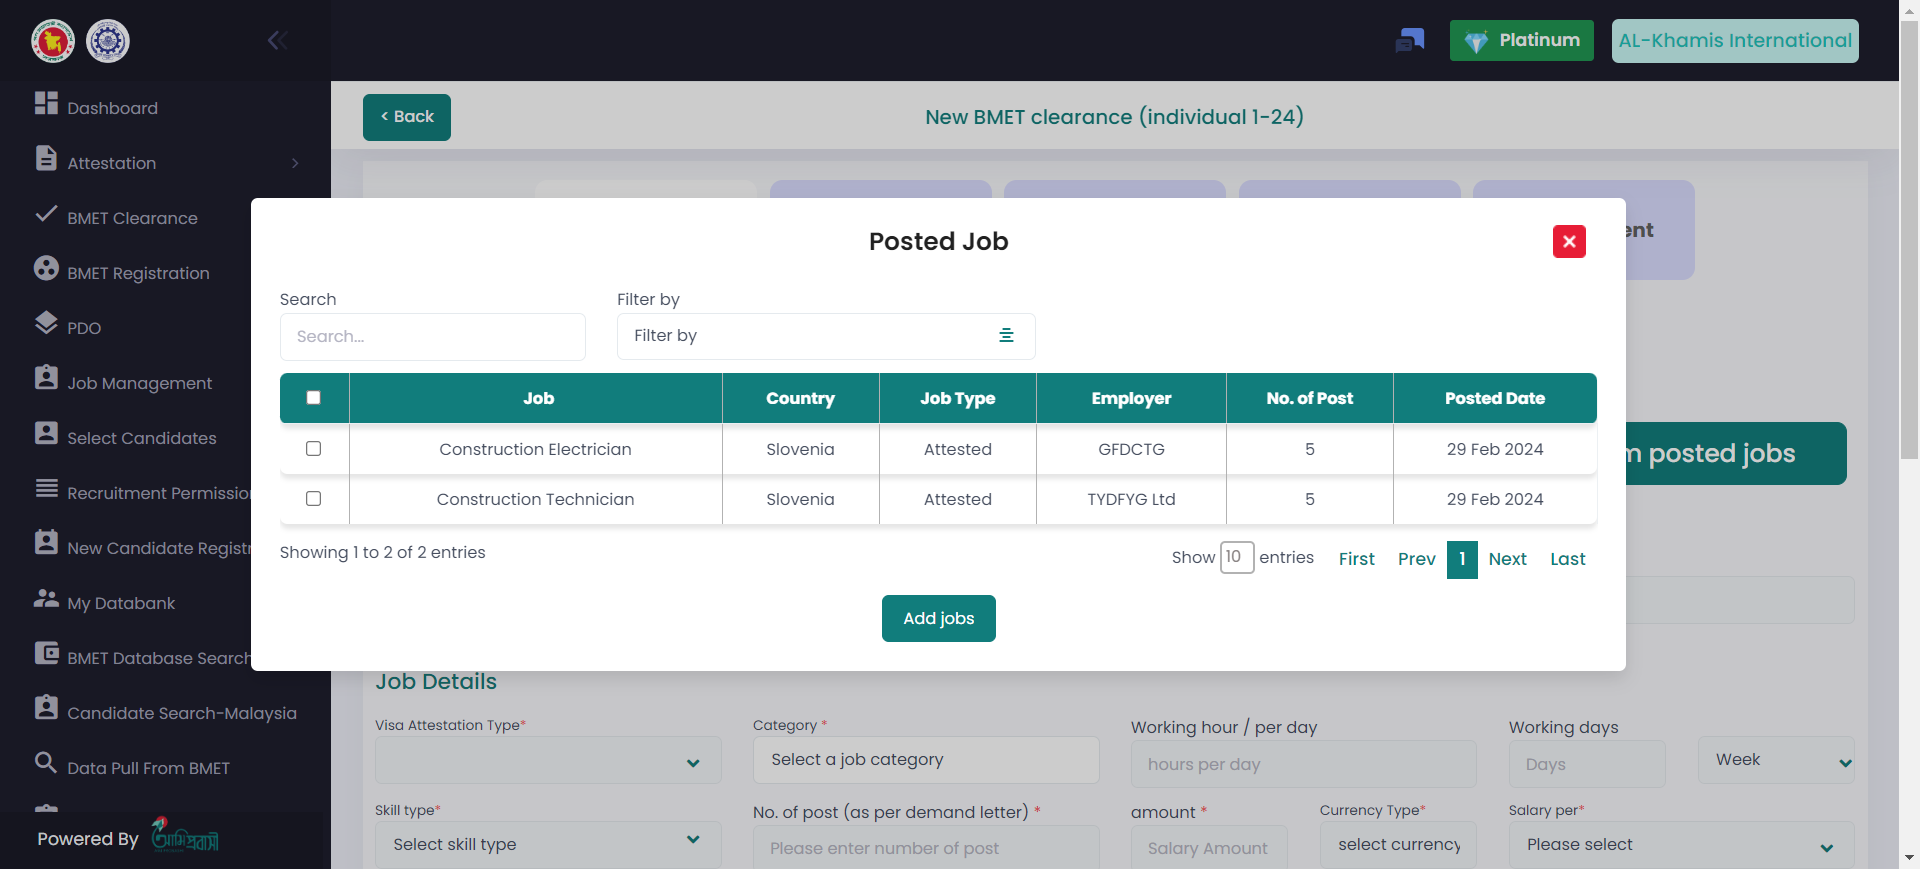 Platinum
AL-Khamis International
Dashboard
Attestation
BMET Clearance
BMET Registration
PDO
Job Management
Select Candidates
Recruitment Permissio
New Candidate Registr
My Databank
BMET Database Search
Candidate Search-Malaysia
Data Pull From BMET
Powered By
আমি প্রবাসী
< Back
New BMET clearance (individual 1-24)
ent
Posted Job
Search
Filter by
Search...
Filter by
Job
Country
Job Type
Employer
No. of Post
Posted Date
Construction Electrician
Slovenia
Attested
GFDCTG
5
29 Feb 2024
Construction Technician
Slovenia
Attested
TYDFYG Ltd
5
29 Feb 2024
Showing 1 to 2 of 2 entries
Show 10 entries
First
Prev
1
Next
Last
Add jobs
m posted jobs
Job Details
Visa Attestation Type*
Category *
Working hour / per day
Working days
Select a job category
hours per day
Days
Week
Skill type*
No. of post (as per demand letter) *
amount *
Currency Type*
Salary per*
Select skill type
Please enter number of post
Salary Amount
select currency
Please select